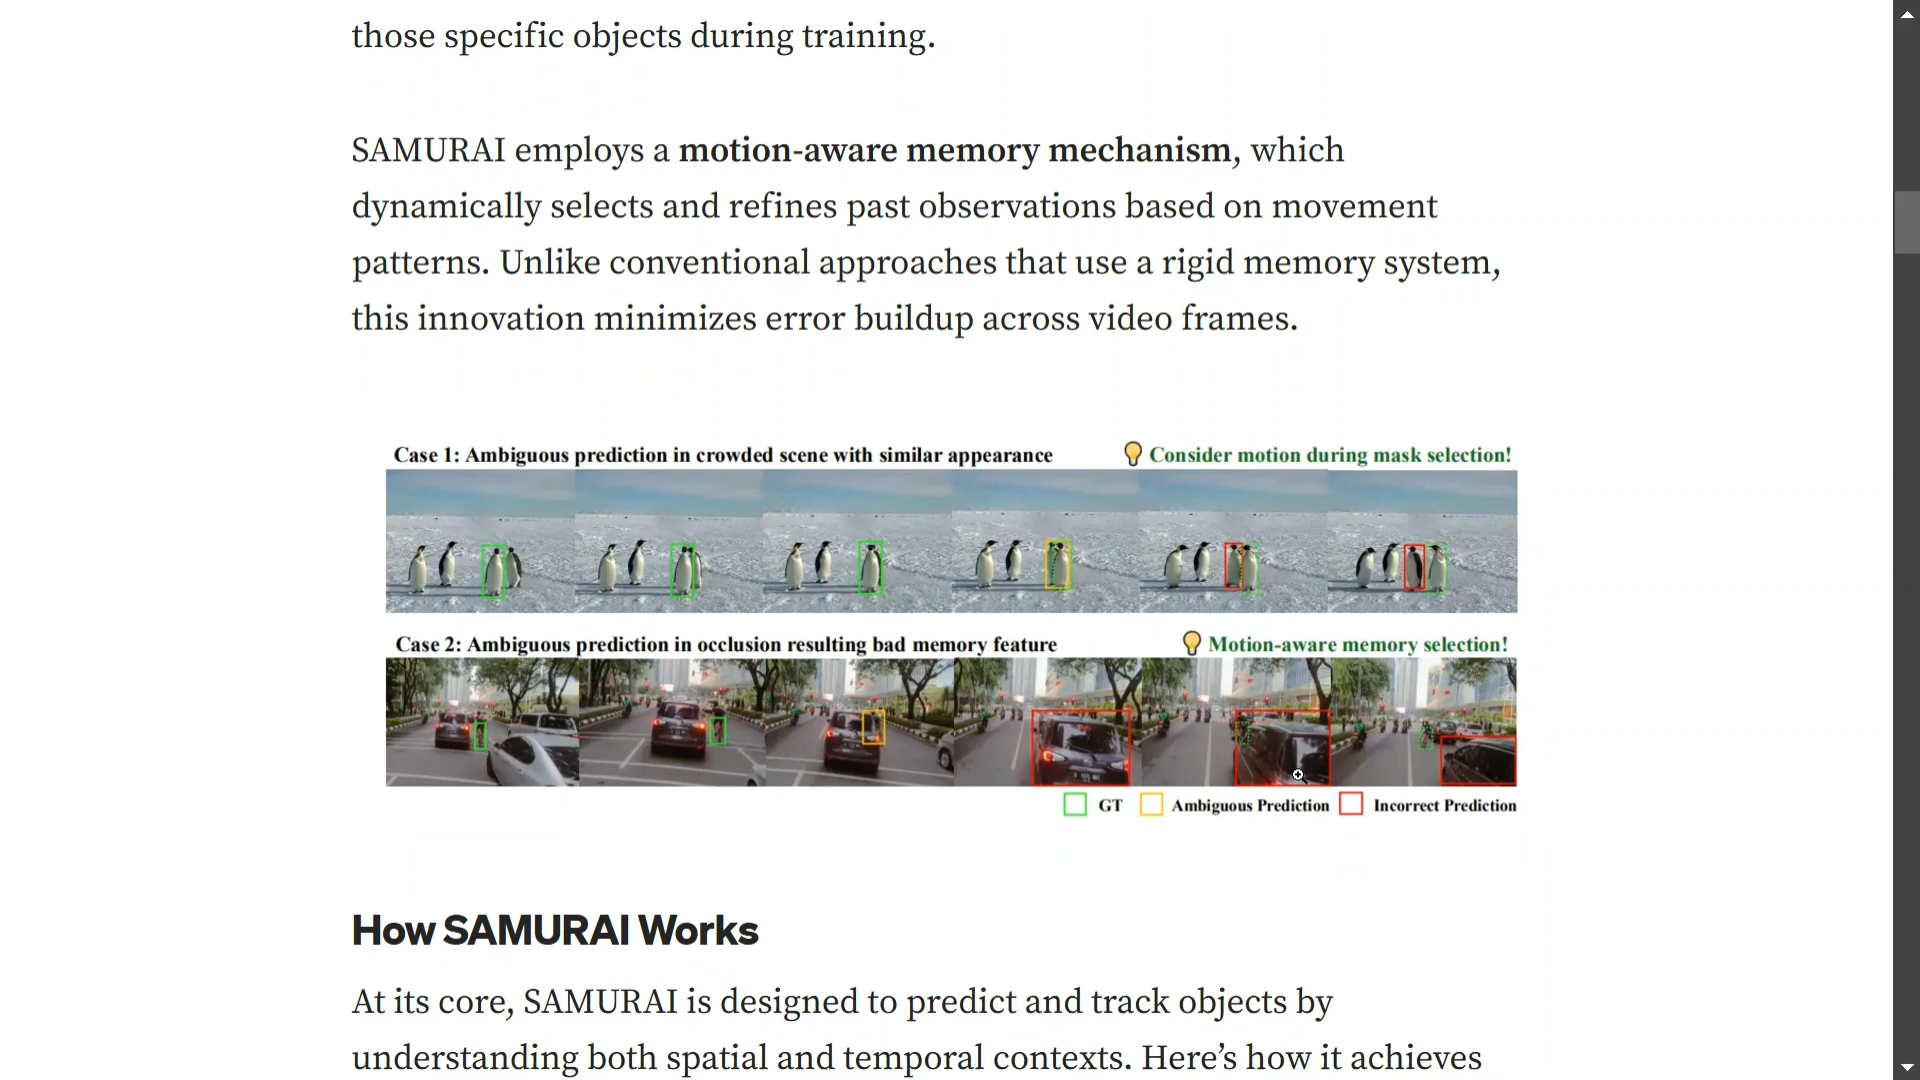 those specific objects during training.
SAMURAI employs a motion-aware memory mechanism, which
dynamically selects and refines past observations based on movement
patterns. Unlike conventional approaches that use a rigid memory system,
this innovation minimizes error buildup across video frames.
Case 1: Ambiguous prediction in crowded scene with similar appearance
Consider motion during mask selection!
Case 2: Ambiguous prediction in occlusion resulting bad memory feature
Motion-aware memory selection!
GT Ambiguous Prediction Incorrect Prediction
How SAMURAI Works
At its core, SAMURAI is designed to predict and track objects by
understanding both spatial and temporal contexts. Here’s how it achieves